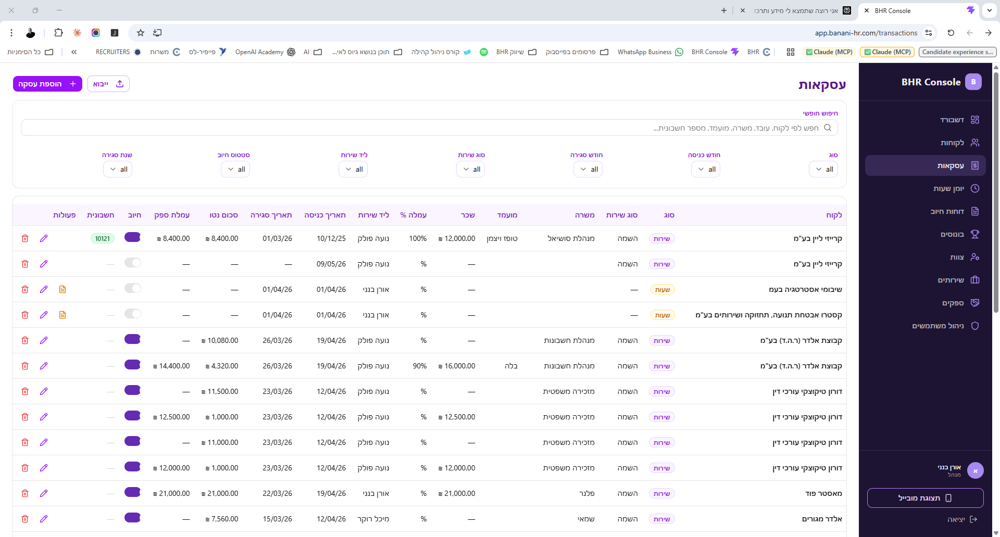 BHR Console
אני רוצה שתמצא לי מידע ותרכז
app.banani-hr.com/transactions
Candidate experience s...
✅Claude (MCP)
✅Claude (MCP)
BHR
BHR Console
WhatsApp Business
פרסומים בפייסבוק
שיווק BHR
קורס ניהול קהילה
תוכן בנושא גיוס לאי...
AI
OpenAI Academy
פייפיר-לס
משרות
RECRUITERS
»
כל הסימניות
B BHR Console
דשבורד
לקוחות
עסקאות
יומן שעות
דוחות חיוב
בונוסים
צוות
שירותים
ספקים
ניהול משתמשים
א אורן בנני
מנהל
תצוגת מובייל
יציאה
עסקאות
ייבוא
+ הוספת עסקה
חיפוש חופשי
חפש לפי לקוח, עובד, משרה, מועמד, מספר חשבונית...
סוג חודש כניסה חודש סגירה סוג שירות ליד שירות סטטוס חיוב שנת סגירה
all all all all all all all
לקוח סוג סוג שירות משרה מועמד שכר עמלה % ליד שירות תאריך כניסה תאריך סגירה סכום נטו עמלת ספק חיוב חשבונית פעולות
קרייזי ליין בע"מ שירות השמה מנהלת סושיאל טופז ויצמן 12,000.00 ₪ 100% נועה פולק 10/12/25 01/03/26 8,400.00 ₪ 8,400.00 ₪ 10121
קרייזי ליין בע"מ שירות השמה — % נועה פולק 09/05/26 — — — —
שיבומי אסטרטגיה בעמ שעות — — % אורן בנני 01/04/26 01/04/26 — — —
קסטרו אבטחת תנועה, תחזוקה ושירותים בע"מ שעות — — % אורן בנני 01/04/26 01/04/26 — — —
קבוצת אלדר (ר.ה.ד) בע"מ שירות השמה מנהלת חשבונות — % נועה פולק 19/04/26 26/03/26 10,080.00 ₪ — —
קבוצת אלדר (ר.ה.ד) בע"מ שירות השמה מנהלת חשבונות בלה 16,000.00 ₪ 90% נועה פולק 19/04/26 26/03/26 4,320.00 ₪ 14,400.00 ₪ —
דורון טיקוצקי עורכי דין שירות השמה מזכירה משפטית — % נועה פולק 12/04/26 23/03/26 11,500.00 ₪ — —
דורון טיקוצקי עורכי דין שירות השמה מזכירה משפטית 12,500.00 ₪ % נועה פולק 12/04/26 23/03/26 1,000.00 ₪ 12,500.00 ₪ —
דורון טיקוצקי עורכי דין שירות השמה מזכירה משפטית — % נועה פולק 12/04/26 23/03/26 11,000.00 ₪ — —
דורון טיקוצקי עורכי דין שירות השמה מזכירה משפטית 12,000.00 ₪ % נועה פולק 12/04/26 23/03/26 1,000.00 ₪ 12,000.00 ₪ —
מאסטר פוד שירות השמה פלנר 21,000.00 ₪ % אורן בנני 19/04/26 22/03/26 21,000.00 ₪ 21,000.00 ₪ —
אלדר מגורים שירות השמה שמאי — % מיכל רוקר 12/04/26 15/03/26 7,560.00 ₪ — —